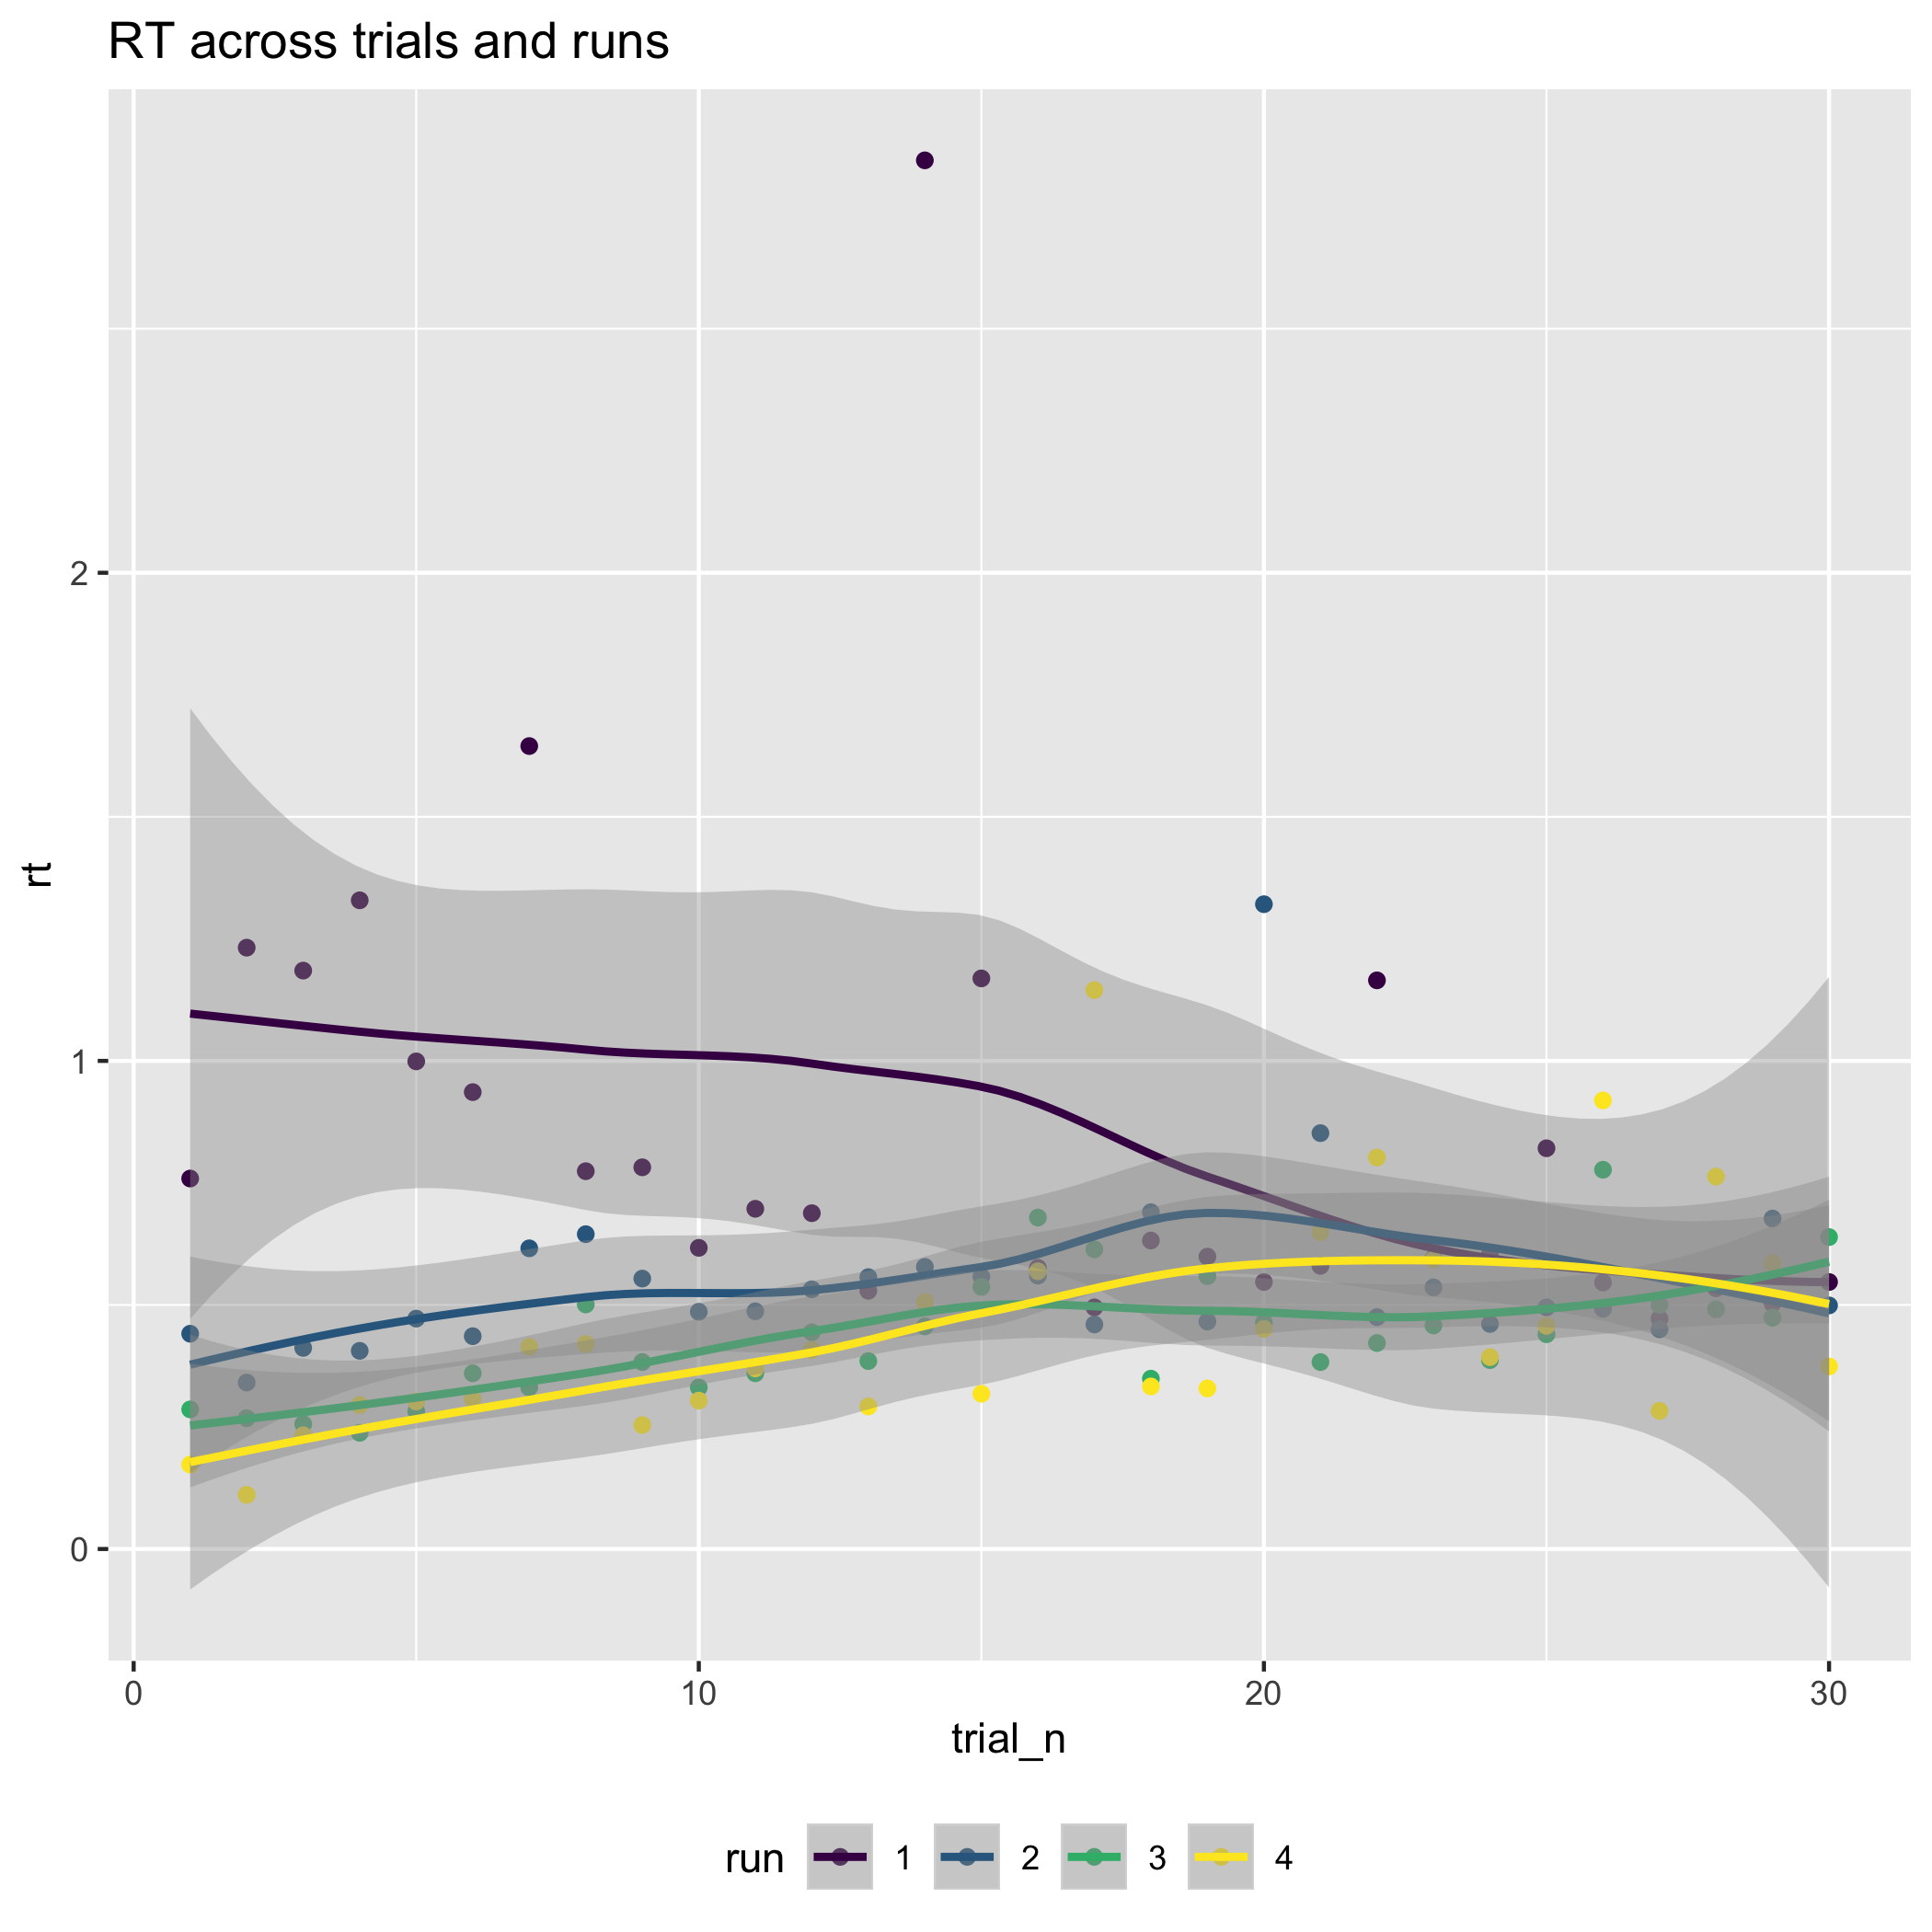 RT across trials and runs
rt
2
1
0
0 10 20 30
trial_n
run 1 2 3 4